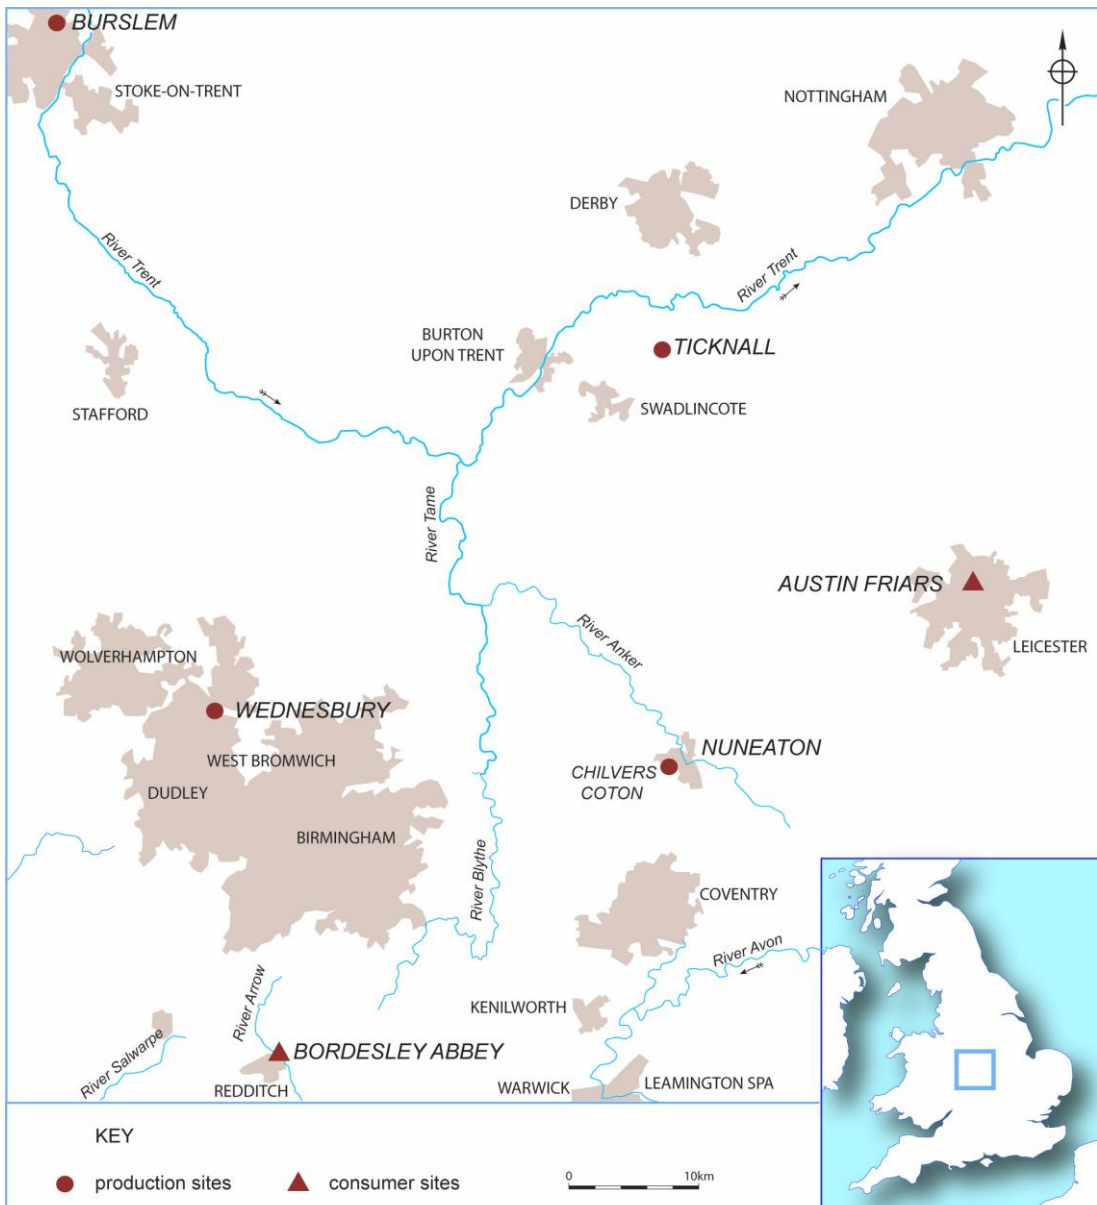 BURSLEM
STOKE-ON-TRENT
NOTTINGHAM
DERBY
River Trent
River Trent
BURTON
UPON TRENT
TICKNALL
STAFFORD
SWADLINCOTE
River Tame
AUSTIN FRIARS
LEICESTER
River Anker
WOLVERHAMPTON
WEDNESBURY
WEST BROMWICH
DUDLEY
NUNEATON
CHILVERS
COTON
BIRMINGHAM
River Blythe
COVENTRY
River Avon
River Arrow
KENILWORTH
River Salwarpe
BORDESLEY ABBEY
REDDITCH
WARWICK
LEAMINGTON SPA
KEY
production sites
consumer sites
0 10km